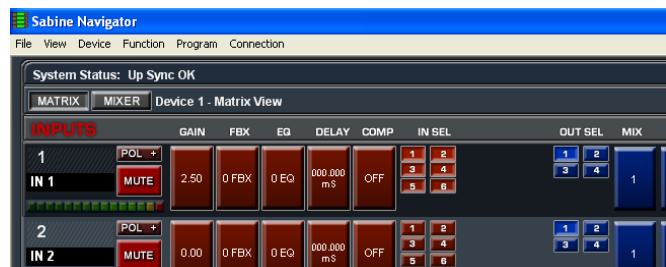 Sabine Navigator
File View Device Function Program Connection
System Status: Up Sync OK
MATRIX MIXER Device 1 - Matrix View
INPUTS GAIN FBX EQ DELAY COMP IN SEL OUT SEL MIX
1 POL + 2.50 0 FBX 0 EQ 000.000 mS OFF 1 2 3 4 5 6 1 2 3 4 1
IN 1 MUTE
2 POL + 0.00 0 FBX 0 EQ 000.000 mS OFF 1 2 3 4 5 6 1 2 3 4 1
IN 2 MUTE